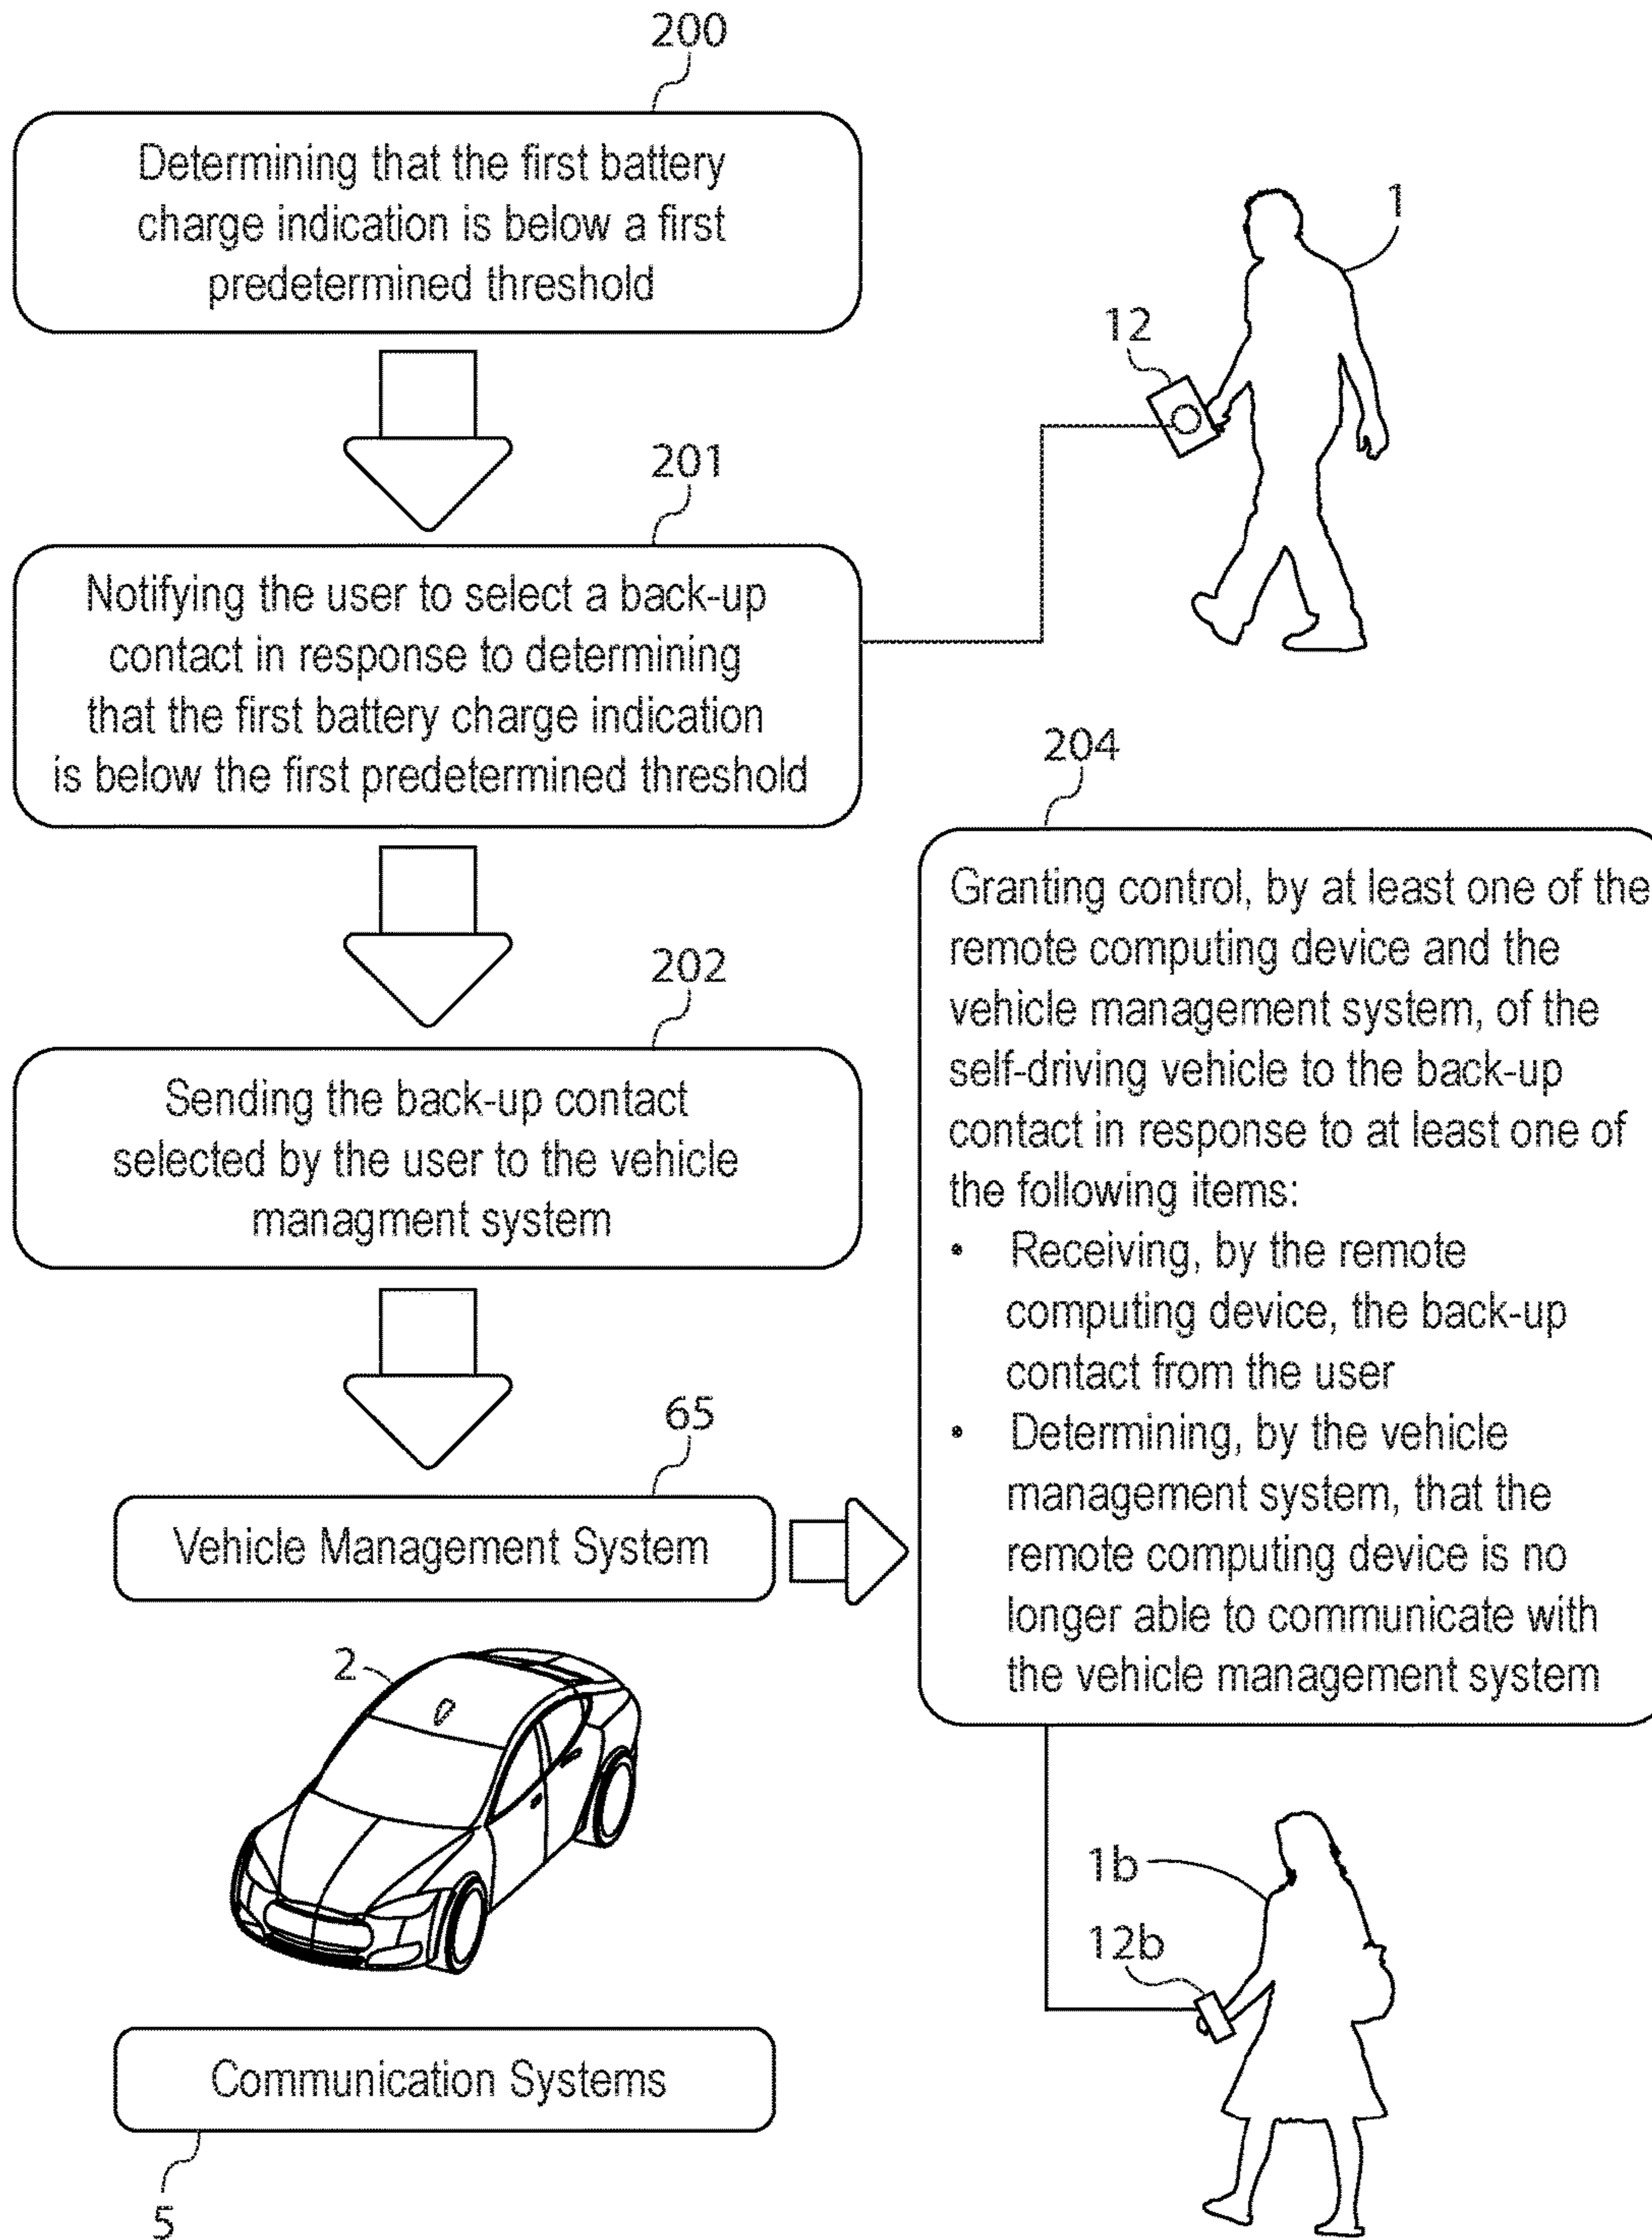 200
Determining that the first battery
charge indication is below a first
predetermined threshold
1
12
201
Notifying the user to select a back-up
contact in response to determining
that the first battery charge indication
is below the first predetermined threshold
202
Sending the back-up contact
selected by the user to the vehicle
managment system
65
Vehicle Management System
2
Communication Systems
5
204
Granting control, by at least one of the
remote computing device and the
vehicle management system, of the
self-driving vehicle to the back-up
contact in response to at least one of
the following items:
• Receiving, by the remote
computing device, the back-up
contact from the user
• Determining, by the vehicle
management system, that the
remote computing device is no
longer able to communicate with
the vehicle management system
1b
12b